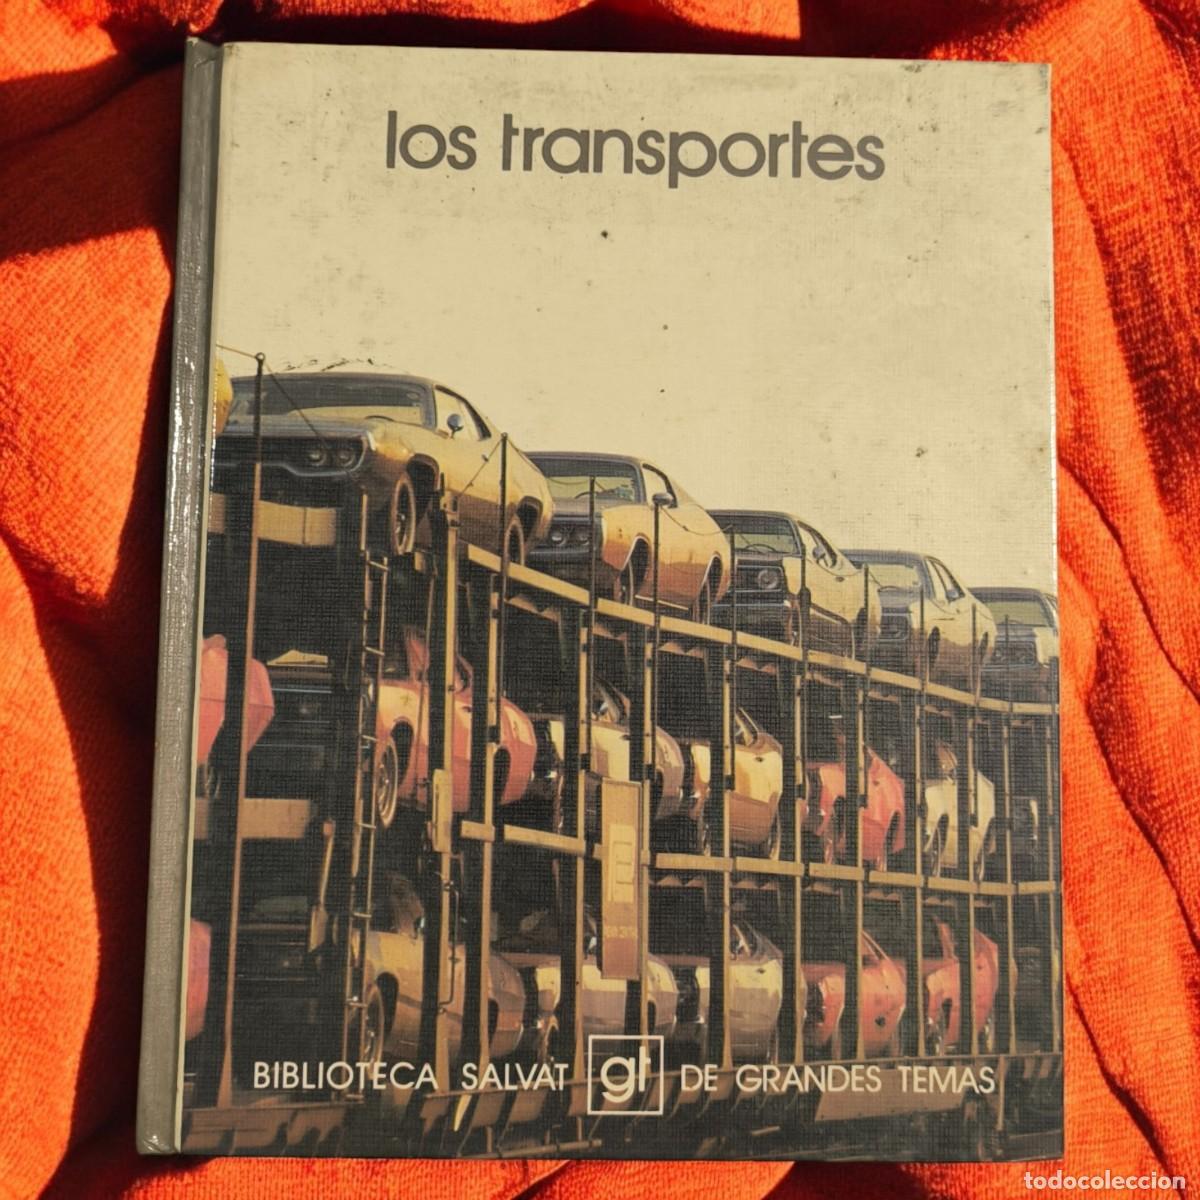 los transportes
BIBLIOTECA SALVAT gt DE GRANDES TEMAS
todocoleccion